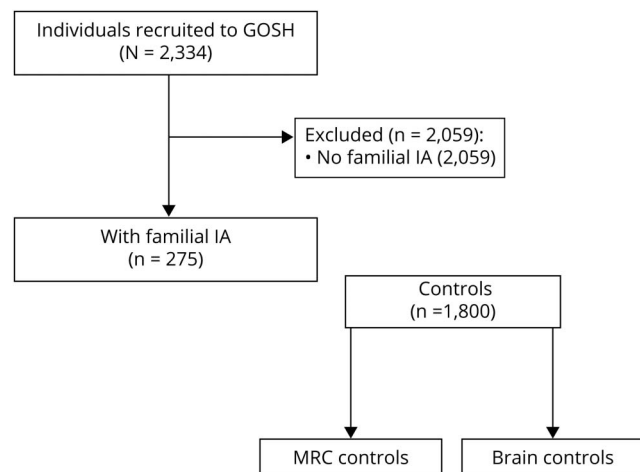 Individuals recruited to GOSH
(N = 2,334)
Excluded (n = 2,059):
• No familial IA (2,059)
With familial IA
(n = 275)
Controls
(n =1,800)
MRC controls
Brain controls